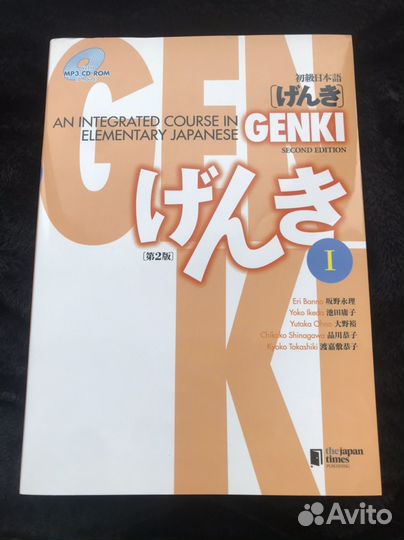 MP3 CD-ROM
初級日本語
[げんき]
AN INTEGRATED COURSE IN
ELEMENTARY JAPANESE
GENKI
SECOND EDITION
GEN
げんき
[第2版]
I
KI
Eri Banno 坂野永理
Yoko Ikeda 池田庸子
Yutaka Ohno 大野裕
Chikako Shinagawa 品川恭子
Kyoko Tokashiki 渡嘉敷恭子
the japan
times
PUBLISHING
Avito